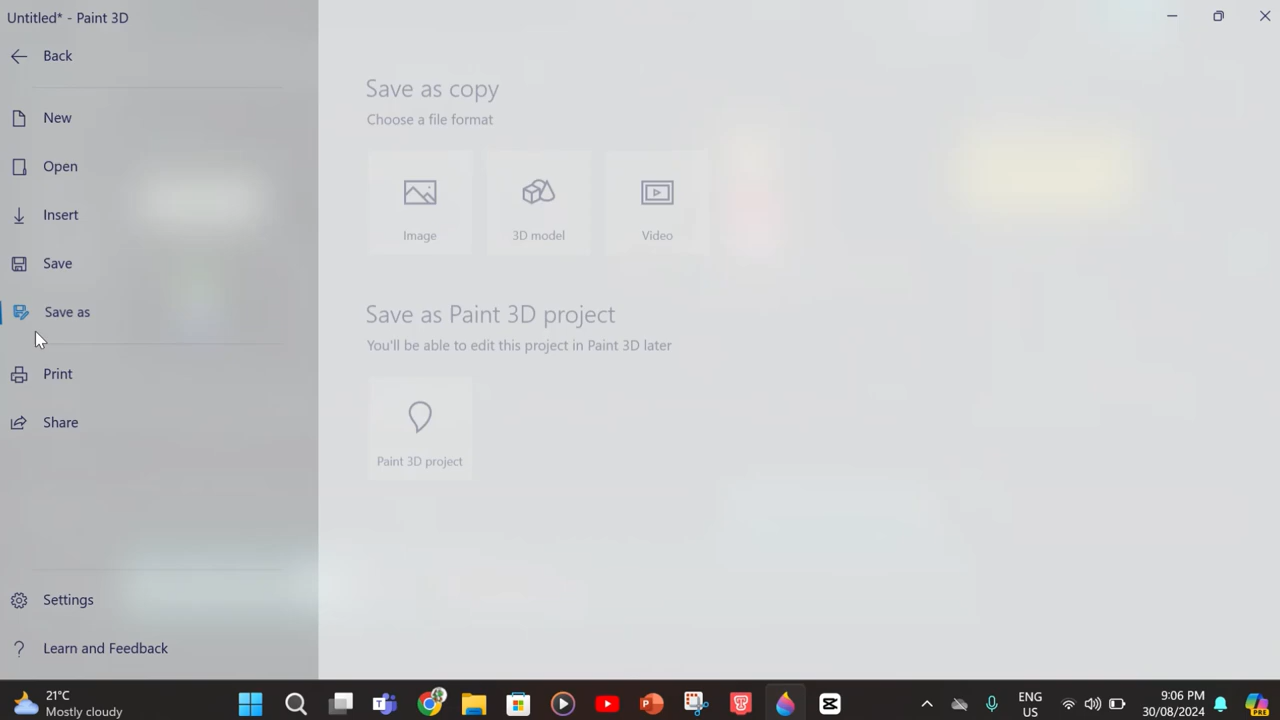 Untitled* - Paint 3D
Back
New
Open
Insert
Save
Save as
Print
Share
Settings
Learn and Feedback
Save as copy
Choose a file format
Image
3D model
Video
Save as Paint 3D project
You'll be able to edit this project in Paint 3D later
Paint 3D project
21°C
Mostly cloudy
ENG
US
9:06 PM
30/08/2024
PRE